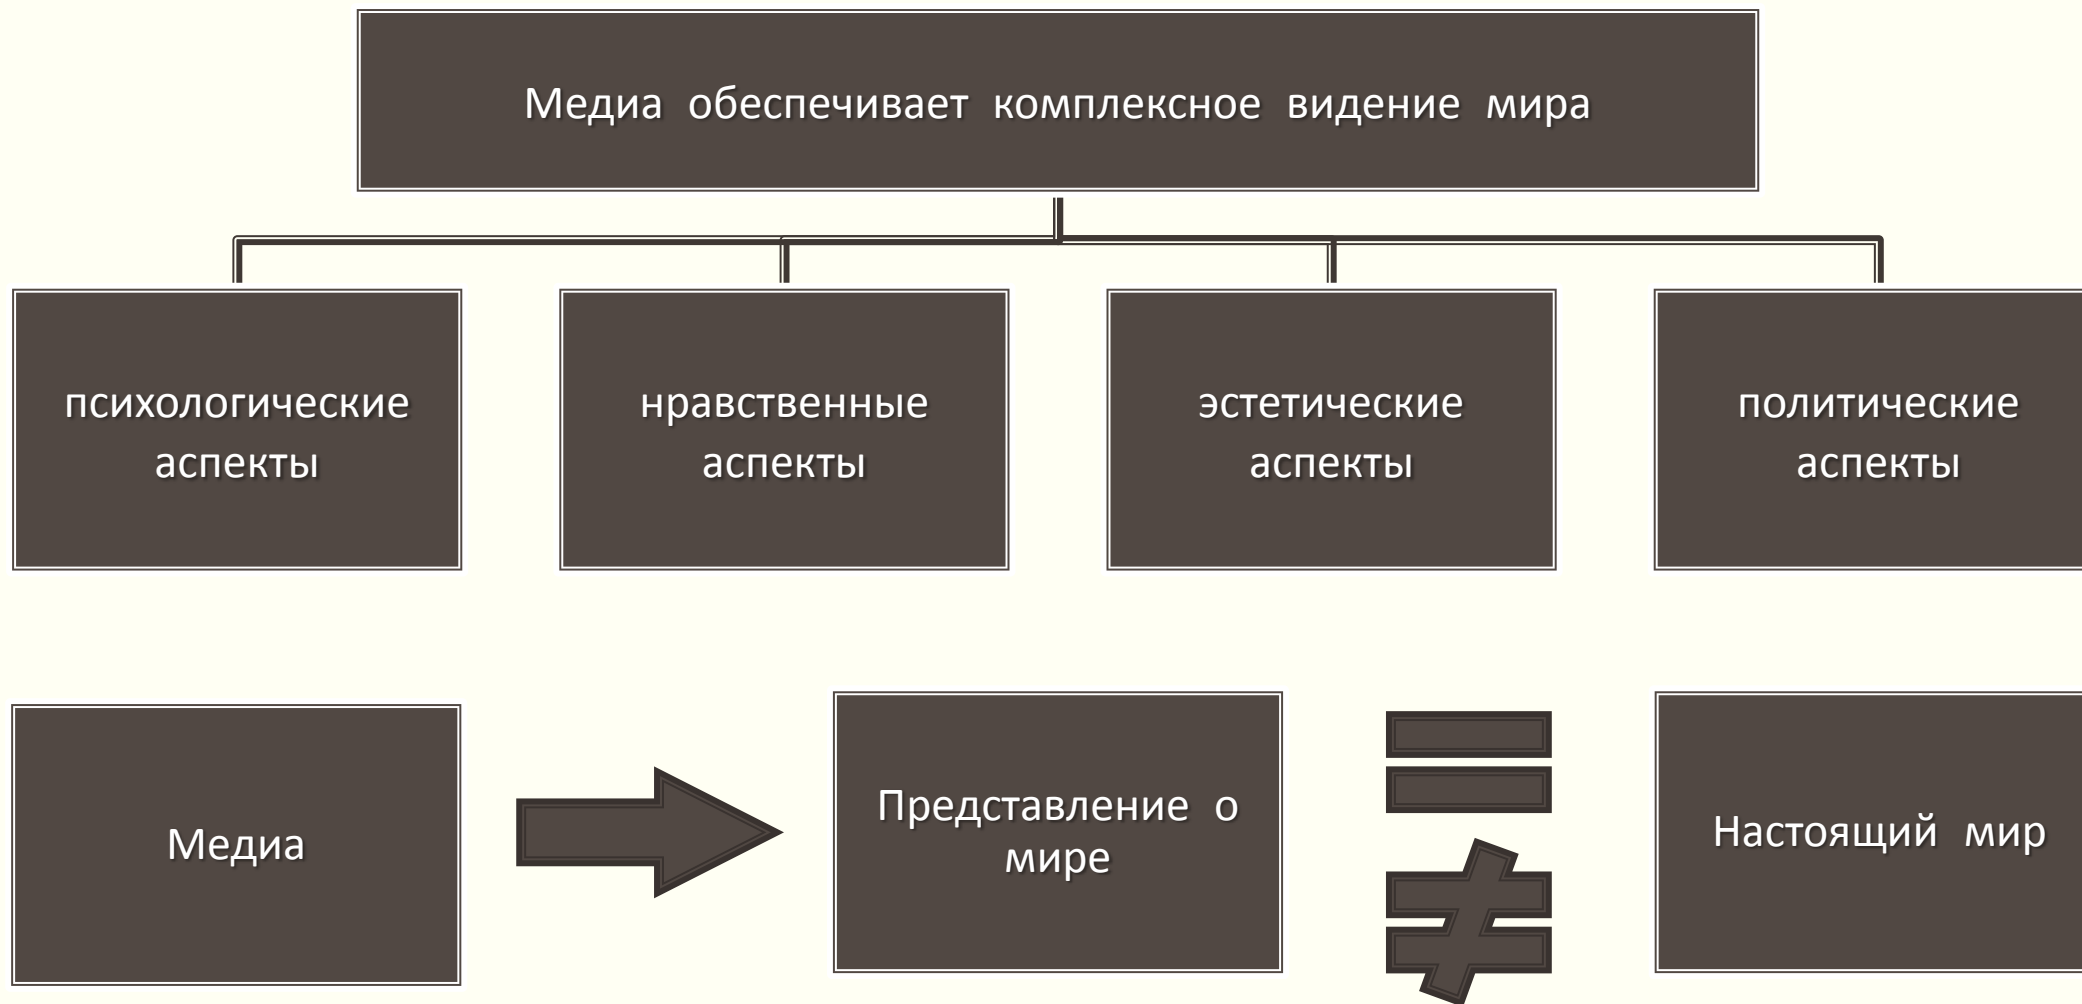 Медиа обеспечивает комплексное видение мира
психологические
аспекты
нравственные
аспекты
эстетические
аспекты
политические
аспекты
Медиа
Представление о
мире
Настоящий мир